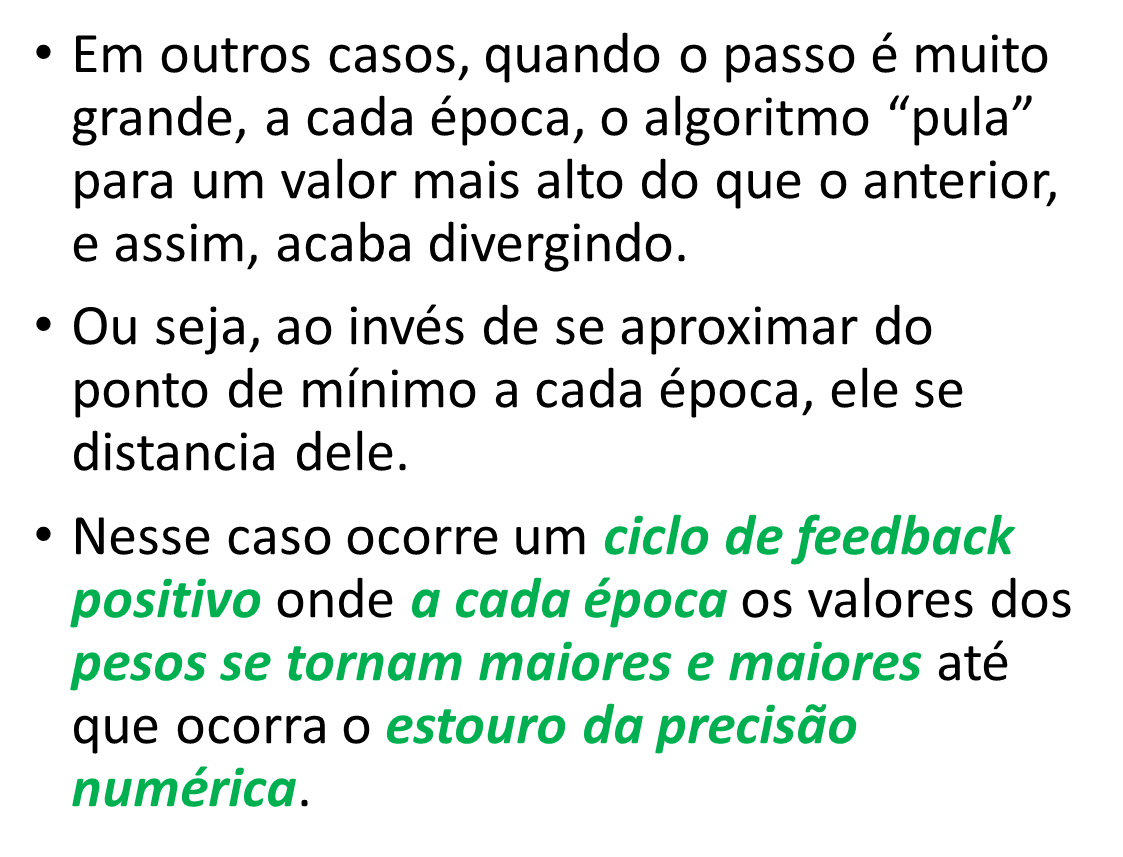 • Em outros casos, quando o passo é muito
grande, a cada época, o algoritmo “pula”
para um valor mais alto do que o anterior,
e assim, acaba divergindo.
• Ou seja, ao invés de se aproximar do
ponto de mínimo a cada época, ele se
distancia dele.
• Nesse caso ocorre um ciclo de feedback
positivo onde a cada época os valores dos
pesos se tornam maiores e maiores até
que ocorra o estouro da precisão
numérica.